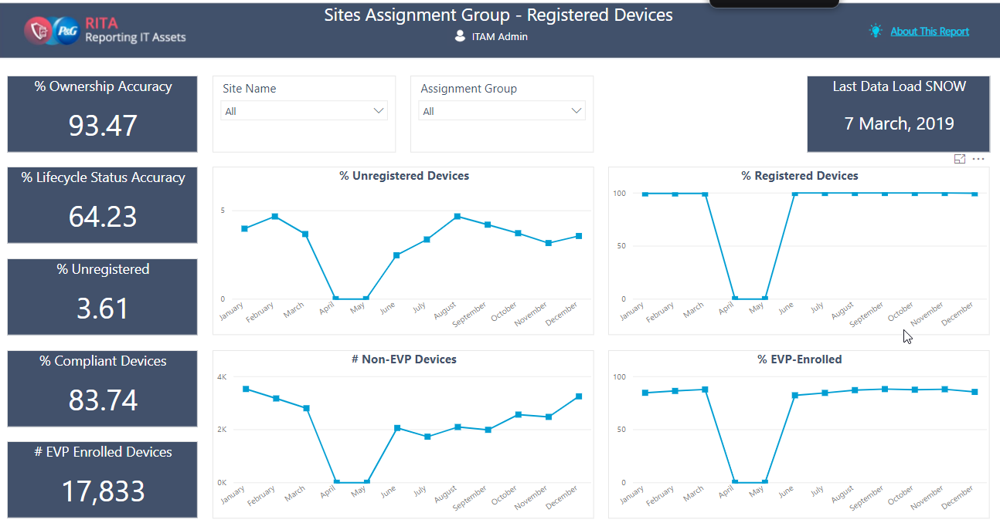 Sites Assignment Group - Registered Devices
ITAM Admin
RITA
Reporting IT Assets
P&G
About This Report
% Ownership Accuracy
93.47
Site Name
All
Assignment Group
All
Last Data Load SNOW
7 March, 2019
% Lifecycle Status Accuracy
64.23
% Unregistered
3.61
% Compliant Devices
83.74
# EVP Enrolled Devices
17,833
% Unregistered Devices
5
0
January February March April May June July August September October November December
% Registered Devices
100
50
0
January February March April May June July August September October November December
# Non-EVP Devices
4K
2K
0K
January February March April May June July August September October November December
% EVP-Enrolled
100
50
0
January February March April May June July August September October November December